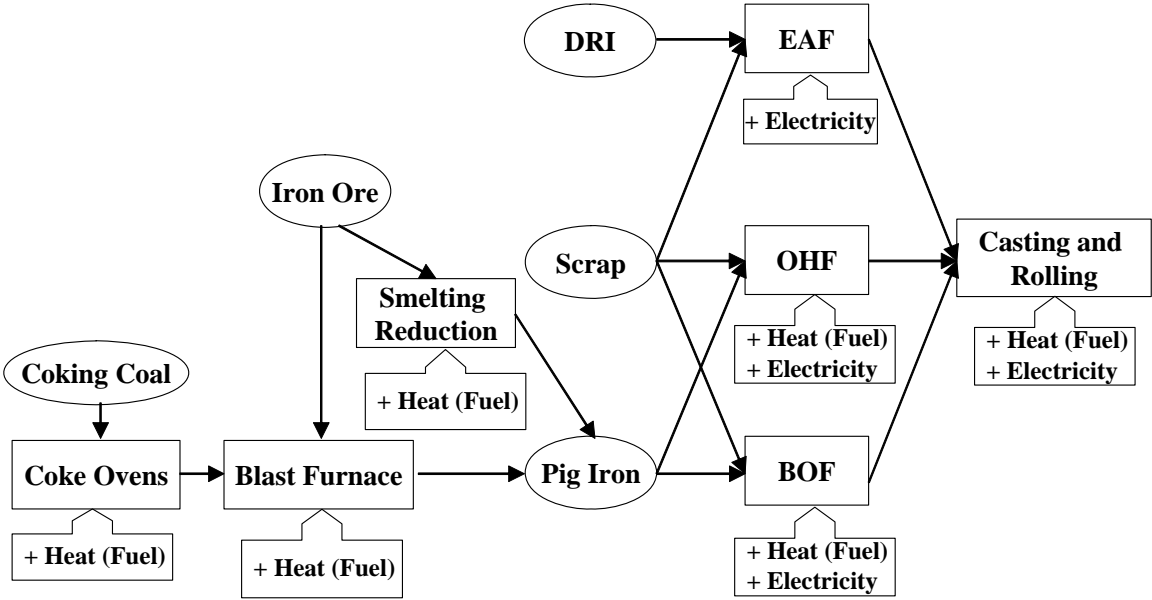 DRI
EAF
+ Electricity
Iron Ore
Scrap
OHF
Casting and
Rolling
Smelting
Reduction
+ Heat (Fuel)
+ Electricity
+ Heat (Fuel)
+ Electricity
Coking Coal
+ Heat (Fuel)
Coke Ovens
Blast Furnace
Pig Iron
BOF
+ Heat (Fuel)
+ Heat (Fuel)
+ Heat (Fuel)
+ Electricity